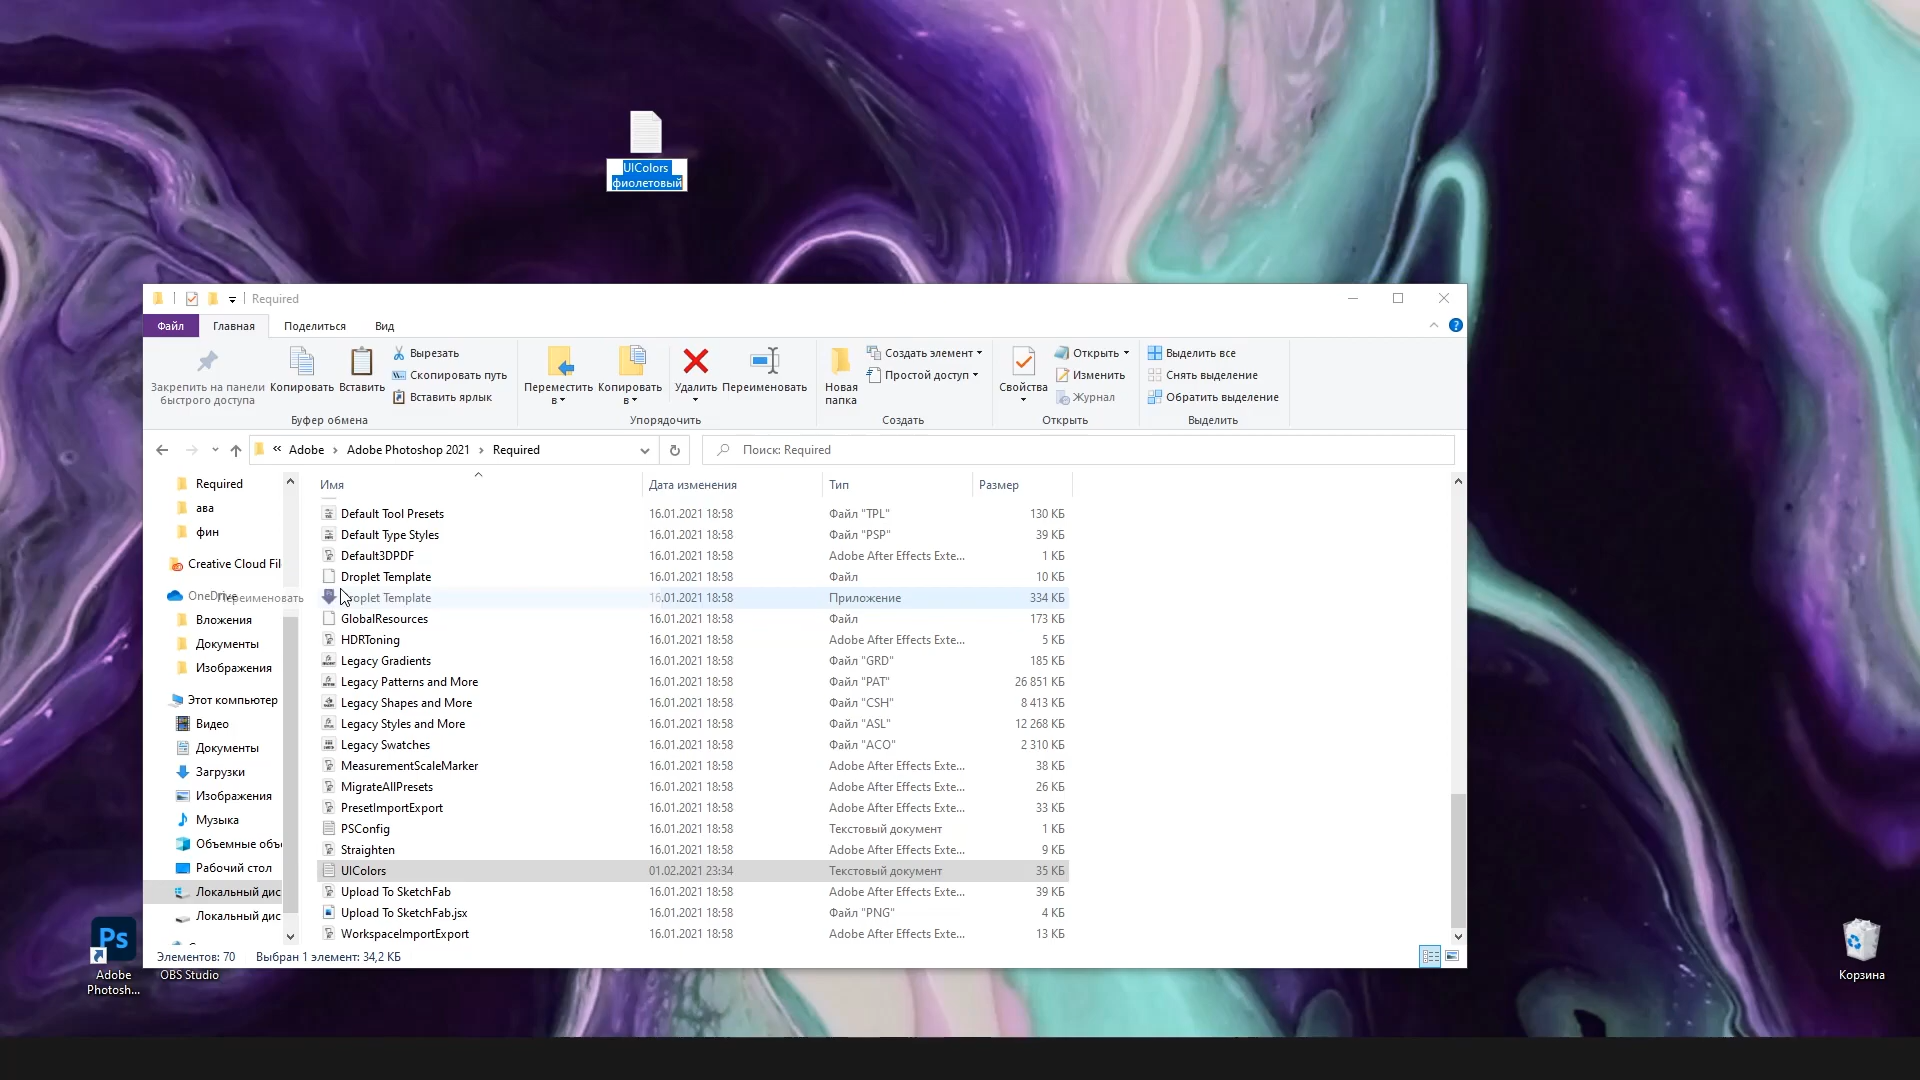 UIColors
фиолетовый
Required
Файл
Главная
Поделиться
Вид
Закрепить на панели
быстрого доступа
Копировать
Вставить
Вырезать
Скопировать путь
Вставить ярлык
Буфер обмена
Переместить
в
Копировать
в
Удалить
Переименовать
Упорядочить
Новая
папка
Создать элемент
Простой доступ
Создать
Свойства
Открыть
Изменить
Журнал
Открыть
Выделить все
Снять выделение
Обратить выделение
Выделить
« Adobe › Adobe Photoshop 2021 › Required
Поиск: Required
Required
ава
фин
Creative Cloud Fil
OneDrive
Переименовать
Вложения
Документы
Изображения
Этот компьютер
Видео
Документы
Загрузки
Изображения
Музыка
Объемные объ
Рабочий стол
Локальный дис
Локальный дис
Имя Дата изменения Тип Размер
Default Tool Presets 16.01.2021 18:58 Файл "TPL" 130 КБ
Default Type Styles 16.01.2021 18:58 Файл "PSP" 39 КБ
Default3DPDF 16.01.2021 18:58 Adobe After Effects Exte... 1 КБ
Droplet Template 16.01.2021 18:58 Файл 10 КБ
roplet Template 16.01.2021 18:58 Приложение 334 КБ
GlobalResources 16.01.2021 18:58 Файл 173 КБ
HDRToning 16.01.2021 18:58 Adobe After Effects Exte... 5 КБ
Legacy Gradients 16.01.2021 18:58 Файл "GRD" 185 КБ
Legacy Patterns and More 16.01.2021 18:58 Файл "PAT" 26 851 КБ
Legacy Shapes and More 16.01.2021 18:58 Файл "CSH" 8 413 КБ
Legacy Styles and More 16.01.2021 18:58 Файл "ASL" 12 268 КБ
Legacy Swatches 16.01.2021 18:58 Файл "ACO" 2 310 КБ
MeasurementScaleMarker 16.01.2021 18:58 Adobe After Effects Exte... 38 КБ
MigrateAllPresets 16.01.2021 18:58 Adobe After Effects Exte... 26 КБ
PresetImportExport 16.01.2021 18:58 Adobe After Effects Exte... 33 КБ
PSConfig 16.01.2021 18:58 Текстовый документ 1 КБ
Straighten 16.01.2021 18:58 Adobe After Effects Exte... 9 КБ
UIColors 01.02.2021 23:34 Текстовый документ 35 КБ
Upload To SketchFab 16.01.2021 18:58 Adobe After Effects Exte... 39 КБ
Upload To SketchFab.jsx 16.01.2021 18:58 Файл "PNG" 4 КБ
WorkspaceImportExport 16.01.2021 18:58 Adobe After Effects Exte... 13 КБ
Элементов: 70 Выбран 1 элемент: 34,2 КБ
Ps
Adobe
Photosh...
OBS Studio
Корзина